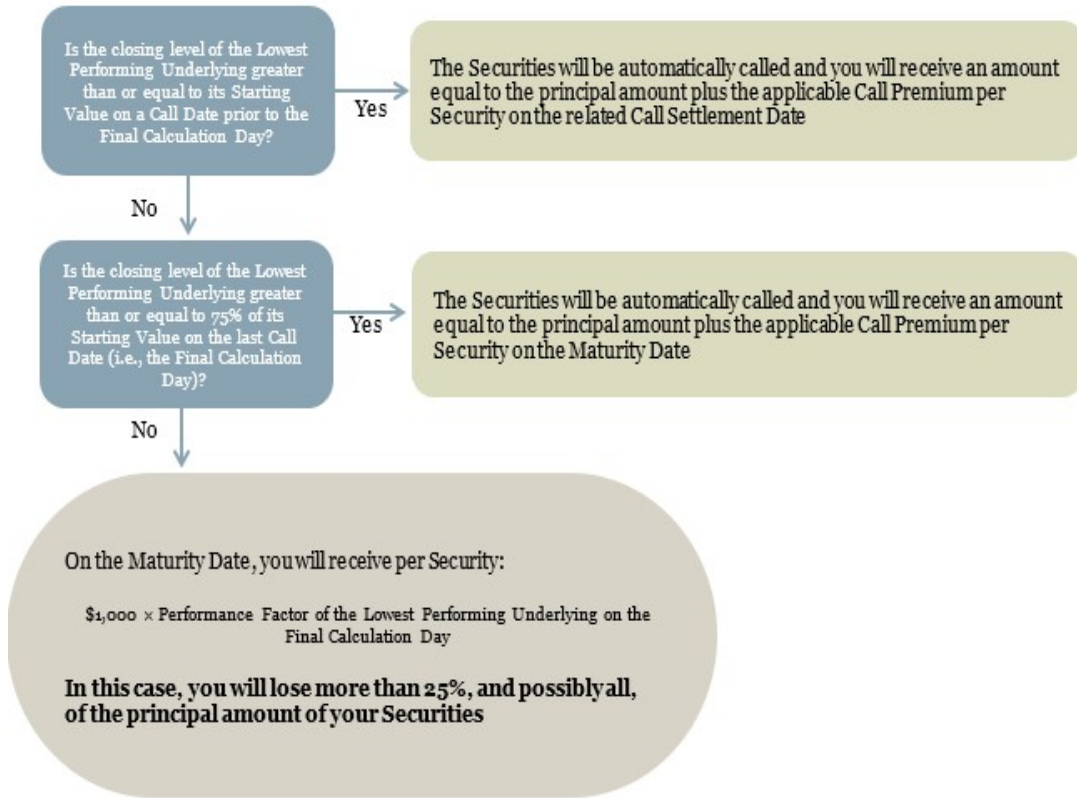 Is the closing level of the Lowest
Performing Underlying greater
than or equal to its Starting
Value on a Call Date prior to the
Final Calculation Day?
Yes
The Securities will be automatically called and you will receive an amount
equal to the principal amount plus the applicable Call Premium per
Security on the related Call Settlement Date
No
Is the closing level of the Lowest
Performing Underlying greater
than or equal to 75% of its
Starting Value on the last Call
Date (i.e., the Final Calculation
Day)?
Yes
The Securities will be automatically called and you will receive an amount
equal to the principal amount plus the applicable Call Premium per
Security on the Maturity Date
No
On the Maturity Date, you will receive per Security:
$1,000 × Performance Factor of the Lowest Performing Underlying on the
Final Calculation Day
In this case, you will lose more than 25%, and possibly all,
of the principal amount of your Securities